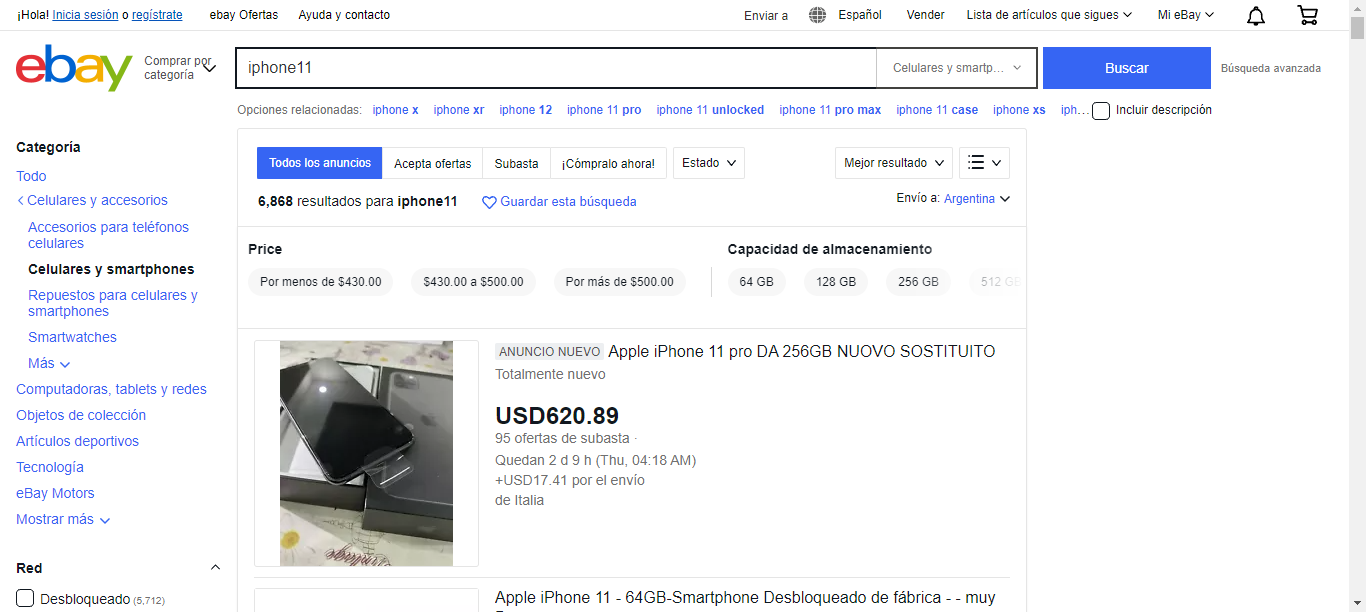 ¡Hola! Inicia sesión o regístrate
ebay Ofertas
Ayuda y contacto
Enviar a
Español
Vender
Lista de artículos que sigues
Mi eBay
ebay
Comprar por categoría
iphone11
Celulares y smartp...
Buscar
Búsqueda avanzada
Opciones relacionadas: iphone x iphone xr iphone 12 iphone 11 pro iphone 11 unlocked iphone 11 pro max iphone 11 case iphone xs iph...
Incluir descripción
Categoría
Todo
Celulares y accesorios
Accesorios para teléfonos
celulares
Celulares y smartphones
Repuestos para celulares y
smartphones
Smartwatches
Más
Computadoras, tablets y redes
Objetos de colección
Artículos deportivos
Tecnología
eBay Motors
Mostrar más
Red
Desbloqueado (5,712)
Todos los anuncios
Acepta ofertas
Subasta
¡Cómpralo ahora!
Estado
Mejor resultado
6,868 resultados para iphone11
Guardar esta búsqueda
Envío a: Argentina
Price
Por menos de $430.00
$430.00 a $500.00
Por más de $500.00
Capacidad de almacenamiento
64 GB
128 GB
256 GB
512 GB
ANUNCIO NUEVO Apple iPhone 11 pro DA 256GB NUOVO SOSTITUITO
Totalmente nuevo
USD620.89
95 ofertas de subasta ·
Quedan 2 d 9 h (Thu, 04:18 AM)
+USD17.41 por el envío
de Italia
Apple iPhone 11 - 64GB-Smartphone Desbloqueado de fábrica - - muy